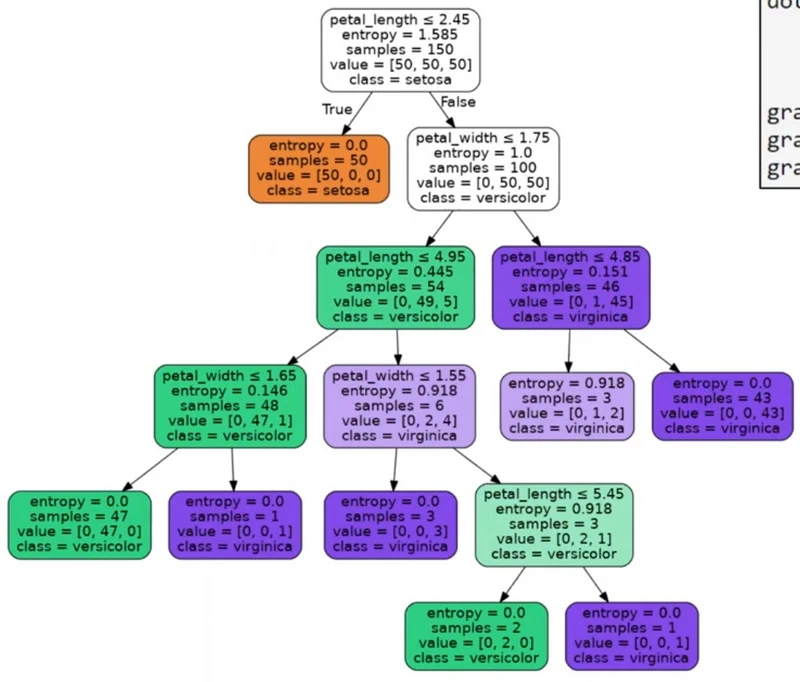 petal_length ≤ 2.45
entropy = 1.585
samples = 150
value = [50, 50, 50]
class = setosa
True
False
entropy = 0.0
samples = 50
value = [50, 0, 0]
class = setosa
petal_width ≤ 1.75
entropy = 1.0
samples = 100
value = [0, 50, 50]
class = versicolor
petal_length ≤ 4.95
entropy = 0.445
samples = 54
value = [0, 49, 5]
class = versicolor
petal_length ≤ 4.85
entropy = 0.151
samples = 46
value = [0, 1, 45]
class = virginica
petal_width ≤ 1.65
entropy = 0.146
samples = 48
value = [0, 47, 1]
class = versicolor
petal_width ≤ 1.55
entropy = 0.918
samples = 6
value = [0, 2, 4]
class = virginica
entropy = 0.918
samples = 3
value = [0, 1, 2]
class = virginica
entropy = 0.0
samples = 43
value = [0, 0, 43]
class = virginica
entropy = 0.0
samples = 47
value = [0, 47, 0]
class = versicolor
entropy = 0.0
samples = 1
value = [0, 0, 1]
class = virginica
entropy = 0.0
samples = 3
value = [0, 0, 3]
class = virginica
petal_length ≤ 5.45
entropy = 0.918
samples = 3
value = [0, 2, 1]
class = versicolor
entropy = 0.0
samples = 2
value = [0, 2, 0]
class = versicolor
entropy = 0.0
samples = 1
value = [0, 0, 1]
class = virginica
gra
gra
gra